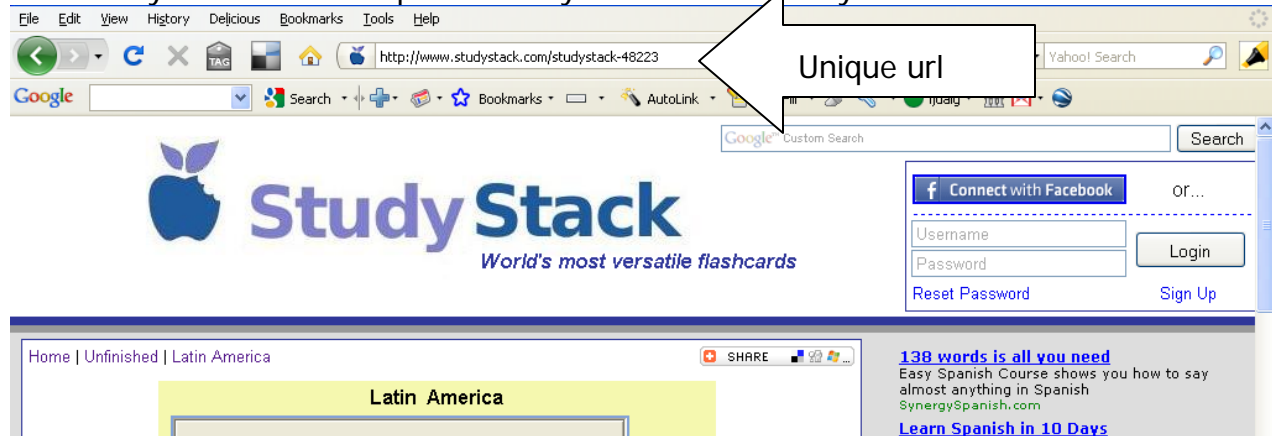 File Edit View History Delicious Bookmarks Tools Help
TAG http://www.studystack.com/studystack-48223 Unique url Yahoo! Search
Google Search Bookmarks AutoLink
Google™ Custom Search Search
StudyStack
World's most versatile flashcards
f Connect with Facebook or...
Username
Password
Login
Reset Password Sign Up
Home | Unfinished | Latin America SHARE ...
Latin America
138 words is all you need
Easy Spanish Course shows you how to say
almost anything in Spanish
SynergySpanish.com
Learn Spanish in 10 Days